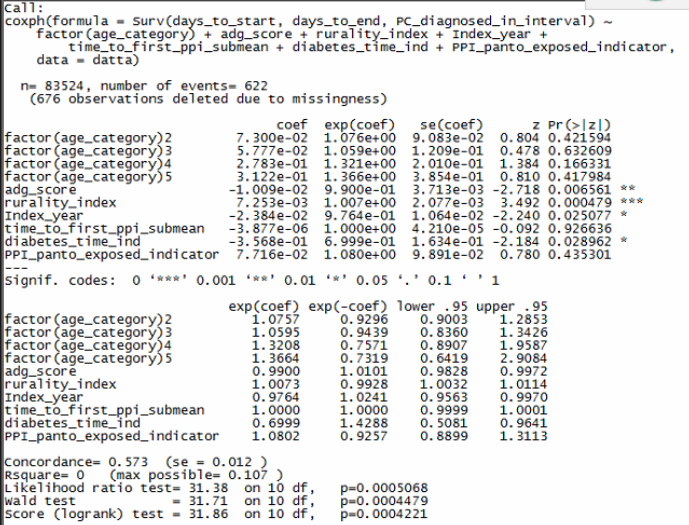 Call:
coxph(formula = Surv(days_to_start, days_to_end, PC_diagnosed_in_interval) ~
factor(age_category) + adg_score + rurality_index + Index_year +
time_to_first_ppi_submean + diabetes_time_ind + PPI_panto_exposed_indicator,
data = datta)
n= 83524, number of events= 622
(676 observations deleted due to missingness)
coef exp(coef) se(coef) z Pr(>|z|)
factor(age_category)2 7.300e-02 1.076e+00 9.083e-02 0.804 0.421594
factor(age_category)3 5.777e-02 1.059e+00 1.209e-01 0.478 0.632609
factor(age_category)4 2.783e-01 1.321e+00 2.010e-01 1.384 0.166331
factor(age_category)5 3.122e-01 1.366e+00 3.854e-01 0.810 0.417984
adg_score -1.009e-02 9.900e-01 3.713e-03 -2.718 0.006561 **
rurality_index 7.253e-03 1.007e+00 2.077e-03 3.492 0.000479 ***
Index_year -2.384e-02 9.764e-01 1.064e-02 -2.240 0.025077 *
time_to_first_ppi_submean -3.877e-06 1.000e+00 4.210e-05 -0.092 0.926636
diabetes_time_ind -3.568e-01 6.999e-01 1.634e-01 -2.184 0.028962 *
PPI_panto_exposed_indicator 7.716e-02 1.080e+00 9.891e-02 0.780 0.435301
---
Signif. codes: 0 ‘***’ 0.001 ‘**’ 0.01 ‘*’ 0.05 ‘.’ 0.1 ‘ ’ 1
exp(coef) exp(-coef) lower .95 upper .95
factor(age_category)2 1.0757 0.9296 0.9003 1.2853
factor(age_category)3 1.0595 0.9439 0.8360 1.3426
factor(age_category)4 1.3208 0.7571 0.8907 1.9587
factor(age_category)5 1.3664 0.7319 0.6419 2.9084
adg_score 0.9900 1.0101 0.9828 0.9972
rurality_index 1.0073 0.9928 1.0032 1.0114
Index_year 0.9764 1.0241 0.9563 0.9970
time_to_first_ppi_submean 1.0000 1.0000 0.9999 1.0001
diabetes_time_ind 0.6999 1.4288 0.5081 0.9641
PPI_panto_exposed_indicator 1.0802 0.9257 0.8899 1.3113
Concordance= 0.573 (se = 0.012 )
Rsquare= 0 (max possible= 0.107 )
Likelihood ratio test= 31.38 on 10 df, p=0.0005068
Wald test = 31.71 on 10 df, p=0.0004479
Score (logrank) test = 31.86 on 10 df, p=0.0004221